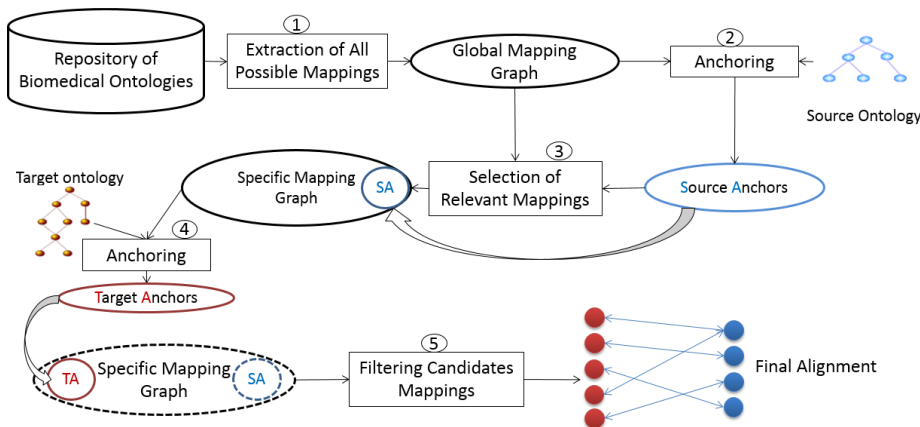 1
Repository of
Biomedical Ontologies
Extraction of All
Possible Mappings
Global Mapping
Graph
2
Anchoring
Source Ontology
3
Selection of
Relevant Mappings
Source Anchors
Specific Mapping
Graph
SA
Target ontology
4
Anchoring
Target Anchors
TA
Specific Mapping
Graph
SA
5
Filtering Candidates
Mappings
Final Alignment